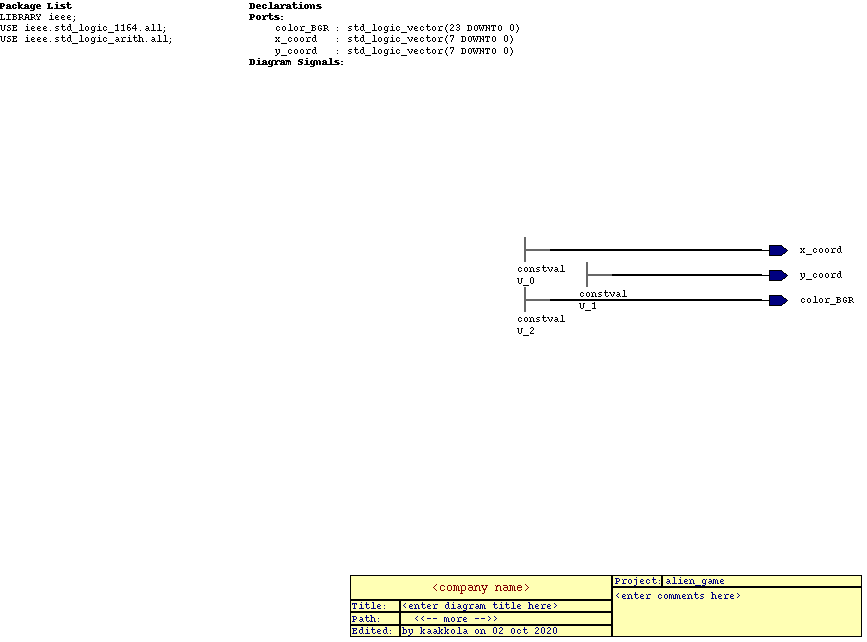 Package List
LIBRARY ieee;
USE ieee.std_logic_1164.all;
USE ieee.std_logic_arith.all;
Declarations
Ports:
color_BGR : std_logic_vector(23 DOWNTO 0)
x_coord : std_logic_vector(7 DOWNTO 0)
y_coord : std_logic_vector(7 DOWNTO 0)
Diagram Signals:
x_coord
constval
U_0
y_coord
constval
U_1
color_BGR
constval
U_2
<company name>
Title: <enter diagram title here>
Path: <<-- more -->>
Edited: by kaakkola on 02 Oct 2020
Project: alien_game
<enter comments here>